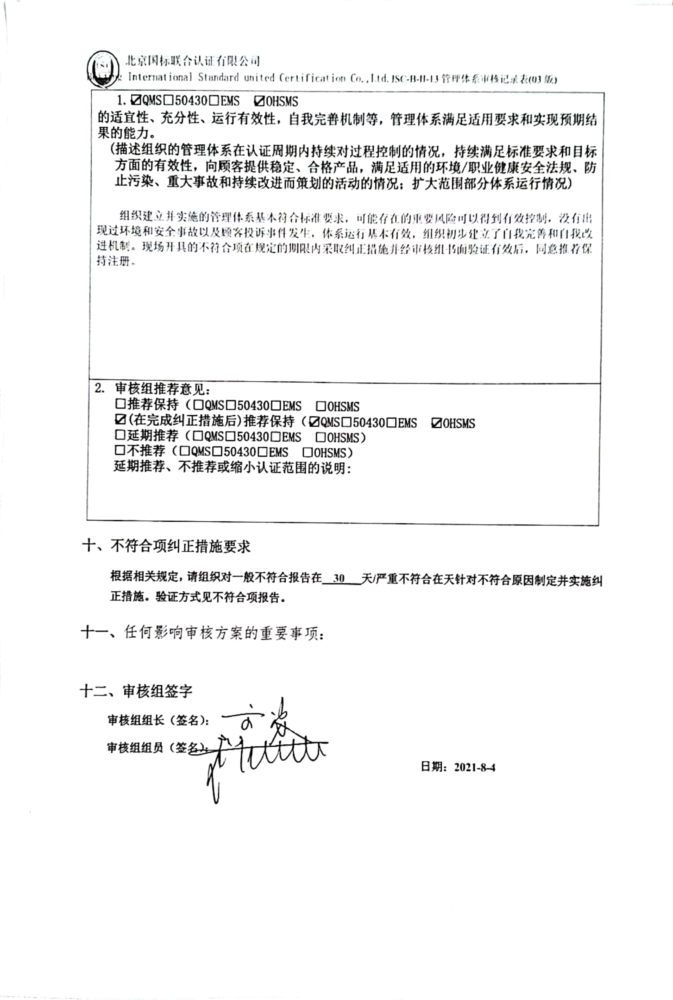 北京国标联合认证有限公司
Beijing International Standard united Certification Co.,Ltd. ISC-B-II-13 管理体系审核记录表(03 版)
1. ☑QMS□50430□EMS ☑OHSMS
的适宜性、充分性、运行有效性，自我完善机制等，管理体系满足适用要求和实现预期结
果的能力。
(描述组织的管理体系在认证周期内持续对过程控制的情况，持续满足标准要求和目标
方面的有效性，向顾客提供稳定、合格产品，满足适用的环境/职业健康安全法规、防
止污染、重大事故和持续改进而策划的活动的情况；扩大范围部分体系运行情况)
组织建立并实施的管理体系基本符合标准要求，可能存在的重要风险可以得到有效控制，没有出
现过环境和安全事故以及顾客投诉事件发生，体系运行基本有效，组织初步建立了自我完善和自我改
进机制。现场开具的不符合项在规定的期限内采取纠正措施并经审核组书面验证有效后，同意推荐保
持注册。
2. 审核组推荐意见：
□推荐保持（□QMS□50430□EMS □OHSMS
☑(在完成纠正措施后)推荐保持（☑QMS□50430□EMS ☑OHSMS
□延期推荐（□QMS□50430□EMS □OHSMS）
□不推荐（□QMS□50430□EMS □OHSMS）
延期推荐、不推荐或缩小认证范围的说明：
十、不符合项纠正措施要求
根据相关规定，请组织对一般不符合报告在 30 天/严重不符合在天针对不符合原因制定并实施纠
正措施。验证方式见不符合项报告。
十一、任何影响审核方案的重要事项：
十二、审核组签字
审核组组长（签名）：
审核组组员（签名）：
日期：2021-8-4